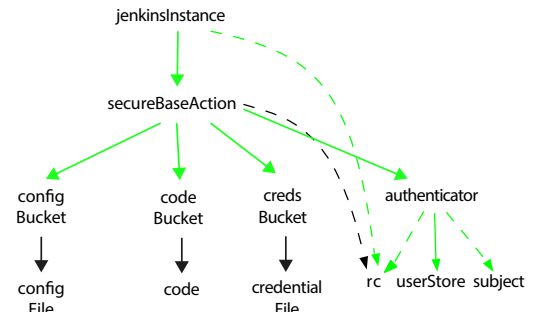 jenkinsInstance
secureBaseAction
config
Bucket
code
Bucket
creds
Bucket
authenticator
config
File
code
credential
File
rc
userStore
subject